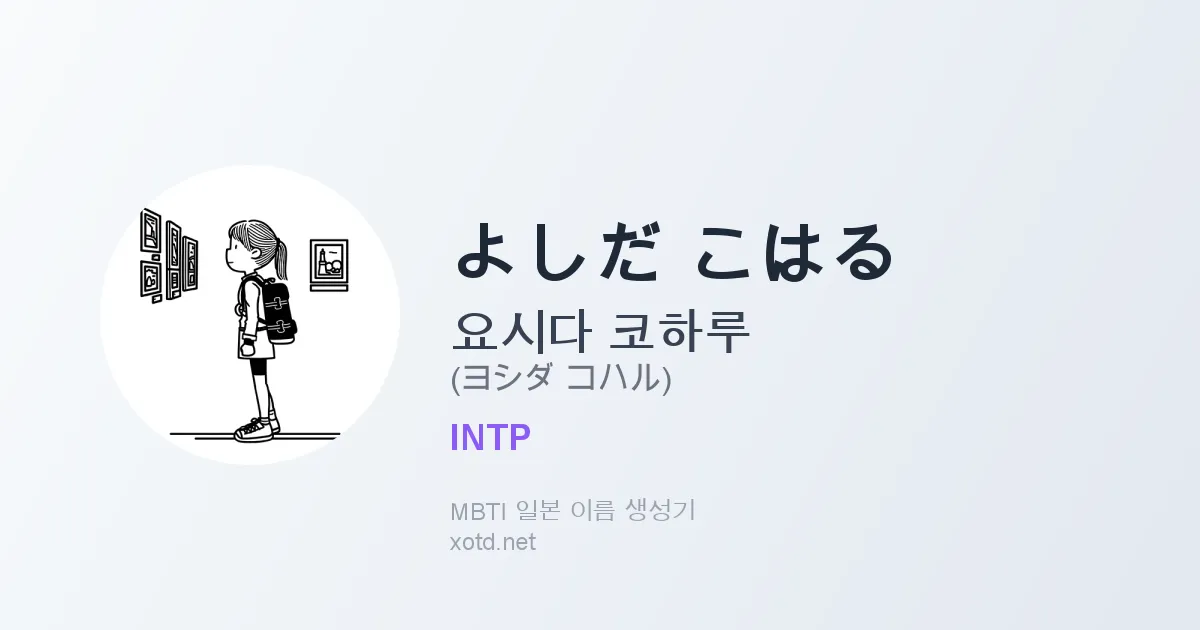 よしだ こはる
요시다 코하루
(ヨシダ コハル)
INTP
MBTI 일본 이름 생성기
xotd.net